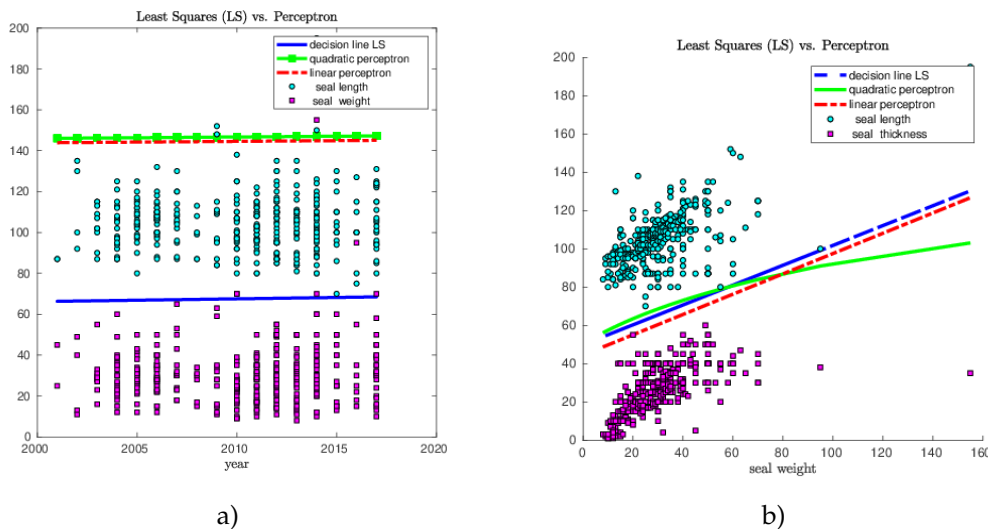 Least Squares (LS) vs. Perceptron
200
180
160
140
120
100
80
60
40
20
0
2000
2005
2010
2015
2020
year
decision line LS
quadratic perceptron
linear perceptron
seal length
seal weight
a)
Least Squares (LS) vs. Perceptron
200
180
160
140
120
100
80
60
40
20
0
20
40
60
80
100
120
140
160
seal weight
decision line LS
quadratic perceptron
linear perceptron
seal length
seal thickness
b)